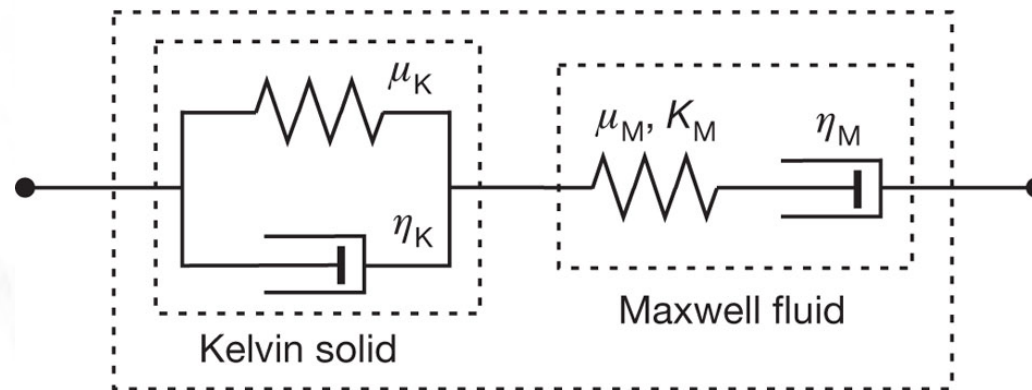 μK
μM, KM
ηM
ηK
Maxwell fluid
Kelvin solid